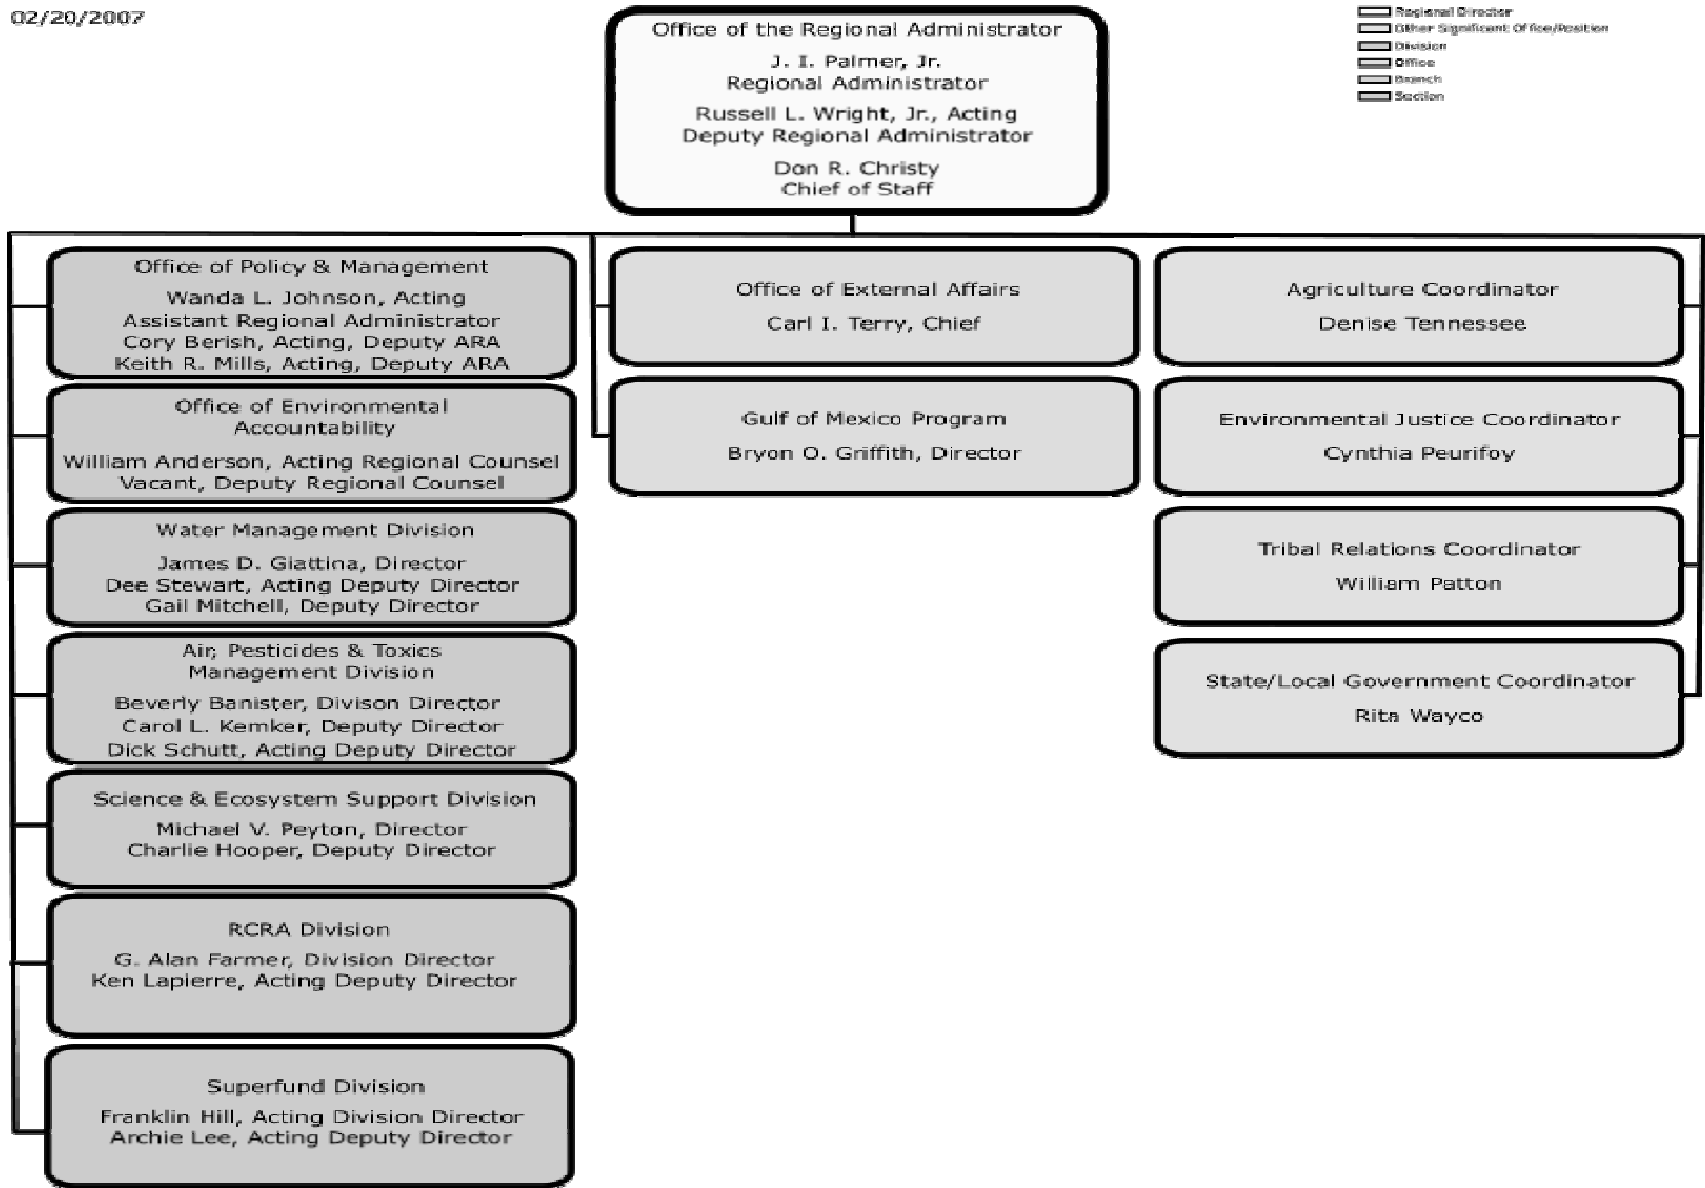 02/20/2007
Office of the Regional Administrator
J. I. Palmer, Jr.
Regional Administrator
Russell L. Wright, Jr., Acting
Deputy Regional Administrator
Don R. Christy
Chief of Staff
Regional Director
Other Significant Office/Position
Division
Office
Branch
Section
Office of Policy & Management
Wanda L. Johnson, Acting
Assistant Regional Administrator
Cory Berish, Acting, Deputy ARA
Keith R. Mills, Acting, Deputy ARA
Office of Environmental
Accountability
William Anderson, Acting Regional Counsel
Vacant, Deputy Regional Counsel
Water Management Division
James D. Giattina, Director
Dee Stewart, Acting Deputy Director
Gail Mitchell, Deputy Director
Air, Pesticides & Toxics
Management Division
Beverly Banister, Divison Director
Carol L. Kemker, Deputy Director
Dick Schutt, Acting Deputy Director
Science & Ecosystem Support Division
Michael V. Peyton, Director
Charlie Hooper, Deputy Director
RCRA Division
G. Alan Farmer, Division Director
Ken Lapierre, Acting Deputy Director
Superfund Division
Franklin Hill, Acting Division Director
Archie Lee, Acting Deputy Director
Office of External Affairs
Carl I. Terry, Chief
Gulf of Mexico Program
Bryon O. Griffith, Director
Agriculture Coordinator
Denise Tennessee
Environmental Justice Coordinator
Cynthia Peurifoy
Tribal Relations Coordinator
William Patton
State/Local Government Coordinator
Rita Wayco